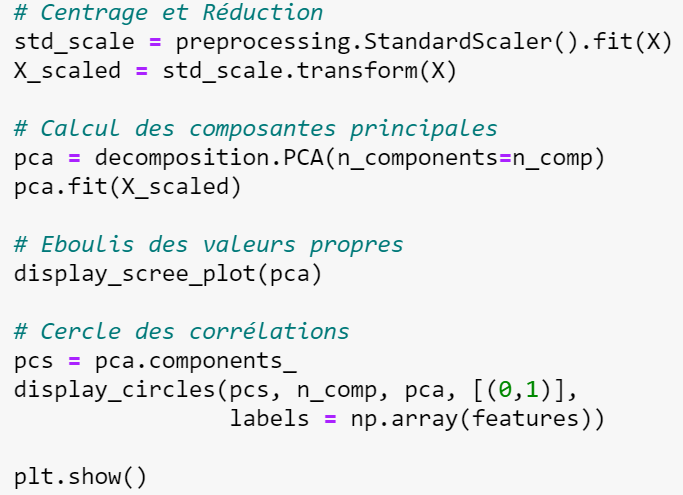 # Centrage et Réduction
std_scale = preprocessing.StandardScaler().fit(X)
X_scaled = std_scale.transform(X)
# Calcul des composantes principales
pca = decomposition.PCA(n_components=n_comp)
pca.fit(X_scaled)
# Eboulis des valeurs propres
display_scree_plot(pca)
# Cercle des corrélations
pcs = pca.components_
display_circles(pcs, n_comp, pca, [(0,1)],
labels = np.array(features))
plt.show()